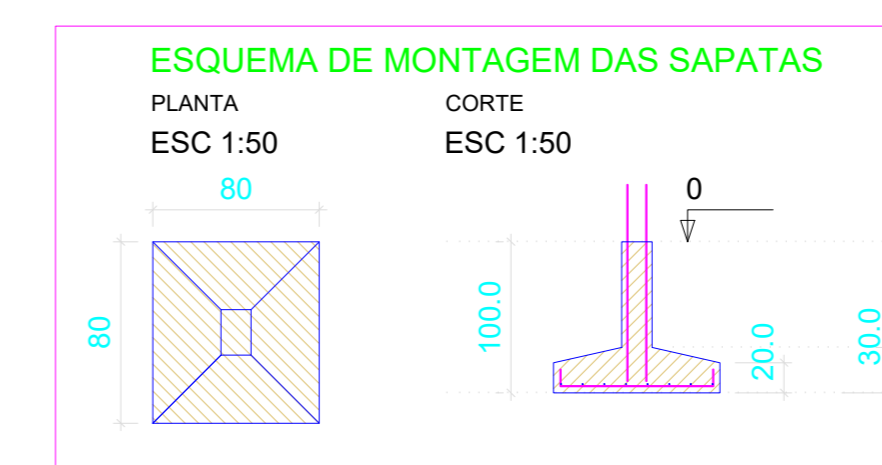 ESQUEMA DE MONTAGEM DAS SAPATAS
PLANTA
ESC 1:50
CORTE
ESC 1:50
80
80
0
100.0
20.0
30.0